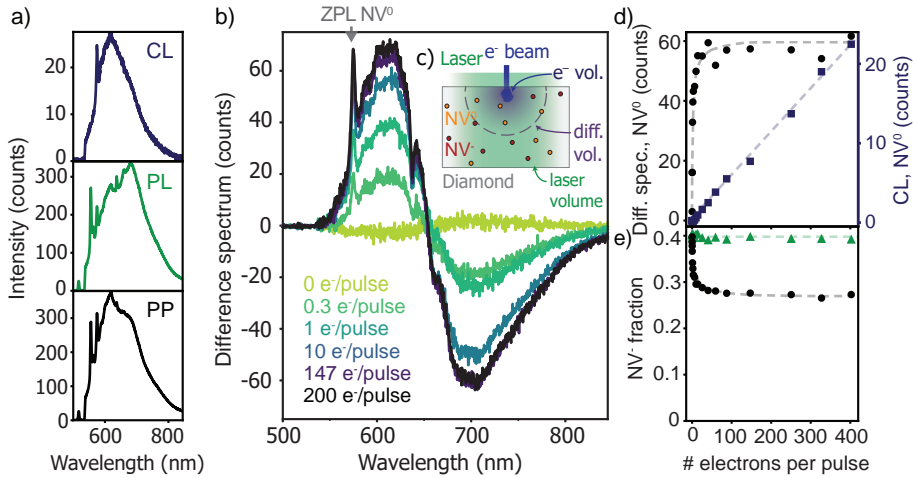 a)
CL
20
10
0
PL
300
200
100
0
PP
300
200
100
0
600
800
Wavelength (nm)
Intensity (counts)
b)
ZPL NV⁰
60
40
20
0
-20
-40
-60
Difference spectrum (counts)
0 e⁻/pulse
0.3 e⁻/pulse
1 e⁻/pulse
10 e⁻/pulse
147 e⁻/pulse
200 e⁻/pulse
500
600
700
800
Wavelength (nm)
c)
Laser
e⁻ beam
e⁻ vol.
NV⁰
NV⁻
diff.
vol.
Diamond
laser
volume
d)
60
40
20
0
Diff. spec., NV⁰ (counts)
20
10
0
CL, NV⁰ (counts)
e)
0.4
0.2
0
NV⁻ fraction
0
100
200
300
400
# electrons per pulse